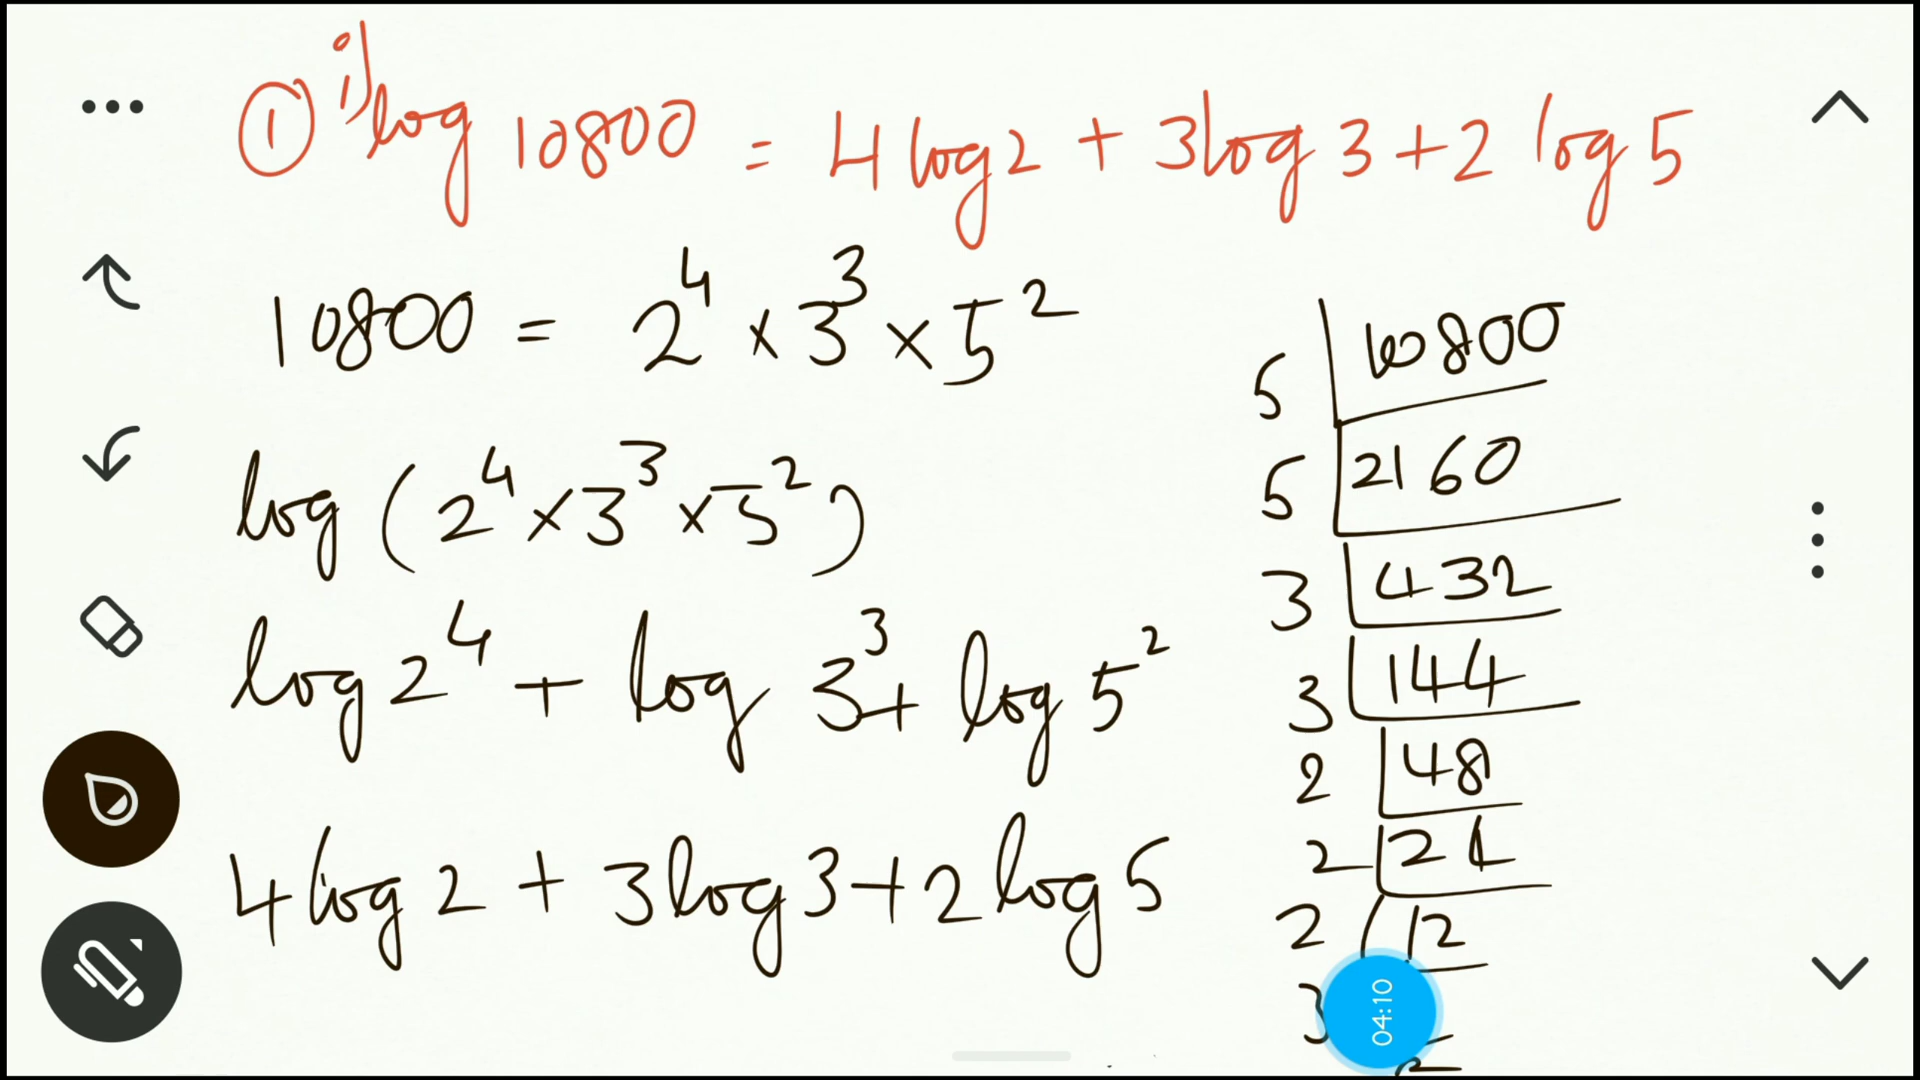 ① i) log 10800 = 4 log 2 + 3 log 3 + 2 log 5
10800 = 2⁴ × 3³ × 5²
log (2⁴ × 3³ × 5²)
log 2⁴ + log 3³ + log 5²
4 log 2 + 3 log 3 + 2 log 5
5 | 10800
5 | 2160
3 | 432
3 | 144
2 | 48
2 | 24
2 | 12
3
2
04:10